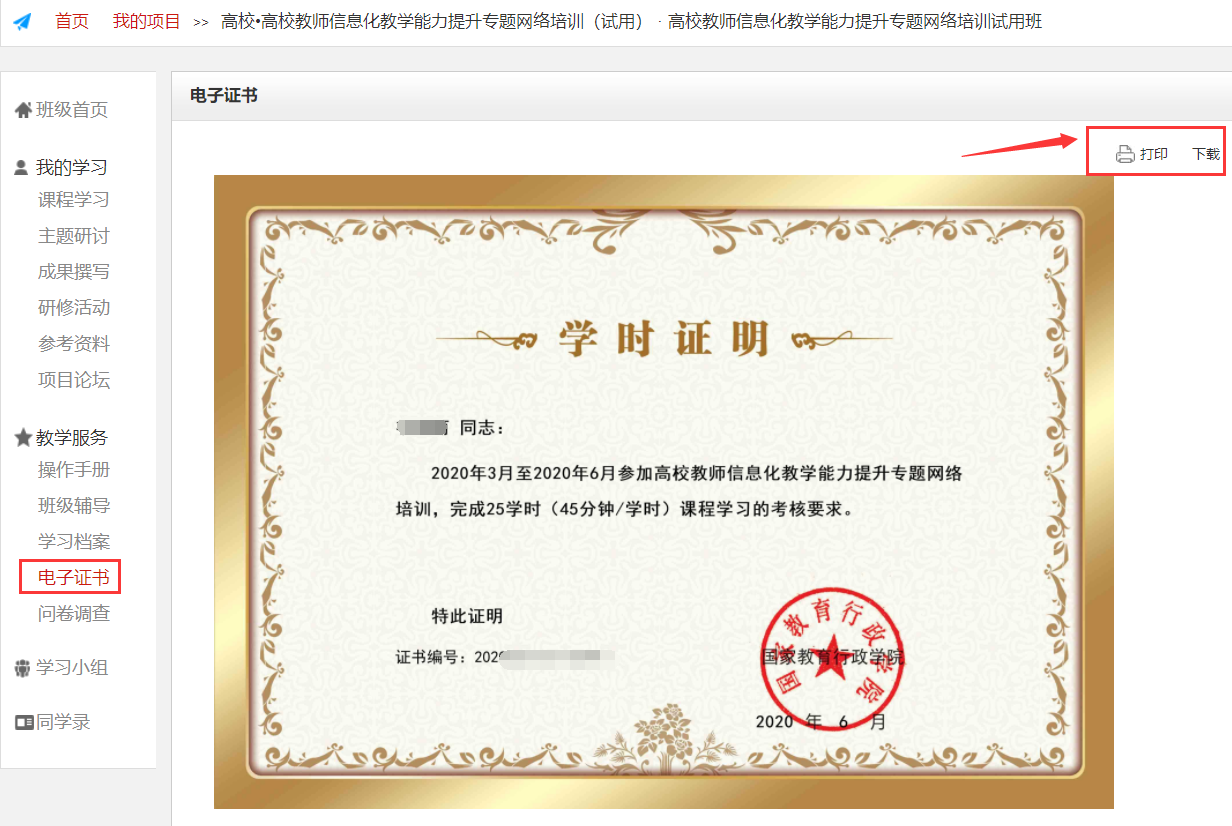 首页 我的项目 >> 高校•高校教师信息化教学能力提升专题网络培训（试用） · 高校教师信息化教学能力提升专题网络培训试用班
班级首页
我的学习
课程学习
主题研讨
成果撰写
研修活动
参考资料
项目论坛
教学服务
操作手册
班级辅导
学习档案
电子证书
问卷调查
学习小组
同学录
电子证书
打印 下载
学时证明
同志：
2020年3月至2020年6月参加高校教师信息化教学能力提升专题网络
培训，完成25学时（45分钟/学时）课程学习的考核要求。
特此证明
证书编号：202
国家教育行政学院
国家教育行政学院
2020 年 6 月